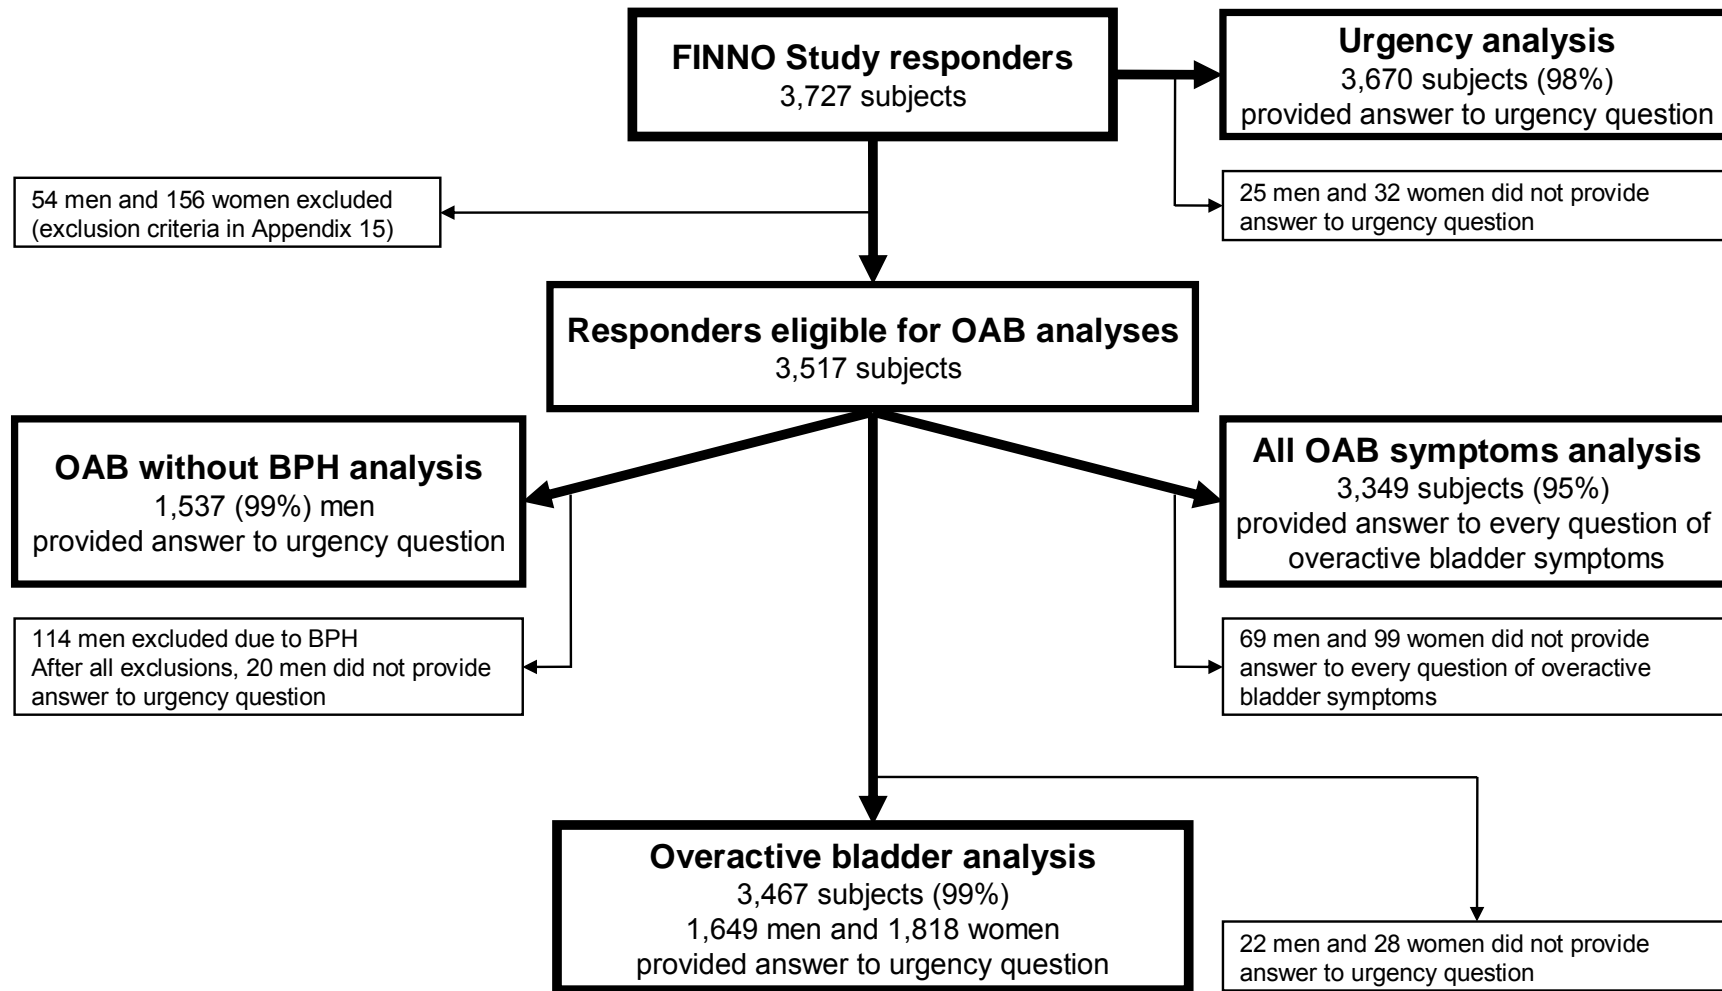 FINNO Study responders
3,727 subjects
Urgency analysis
3,670 subjects (98%)
provided answer to urgency question
54 men and 156 women excluded
(exclusion criteria in Appendix 15)
25 men and 32 women did not provide
answer to urgency question
Responders eligible for OAB analyses
3,517 subjects
OAB without BPH analysis
1,537 (99%) men
provided answer to urgency question
All OAB symptoms analysis
3,349 subjects (95%)
provided answer to every question of
overactive bladder symptoms
114 men excluded due to BPH
After all exclusions, 20 men did not provide
answer to urgency question
69 men and 99 women did not provide
answer to every question of overactive
bladder symptoms
Overactive bladder analysis
3,467 subjects (99%)
1,649 men and 1,818 women
provided answer to urgency question
22 men and 28 women did not provide
answer to urgency question